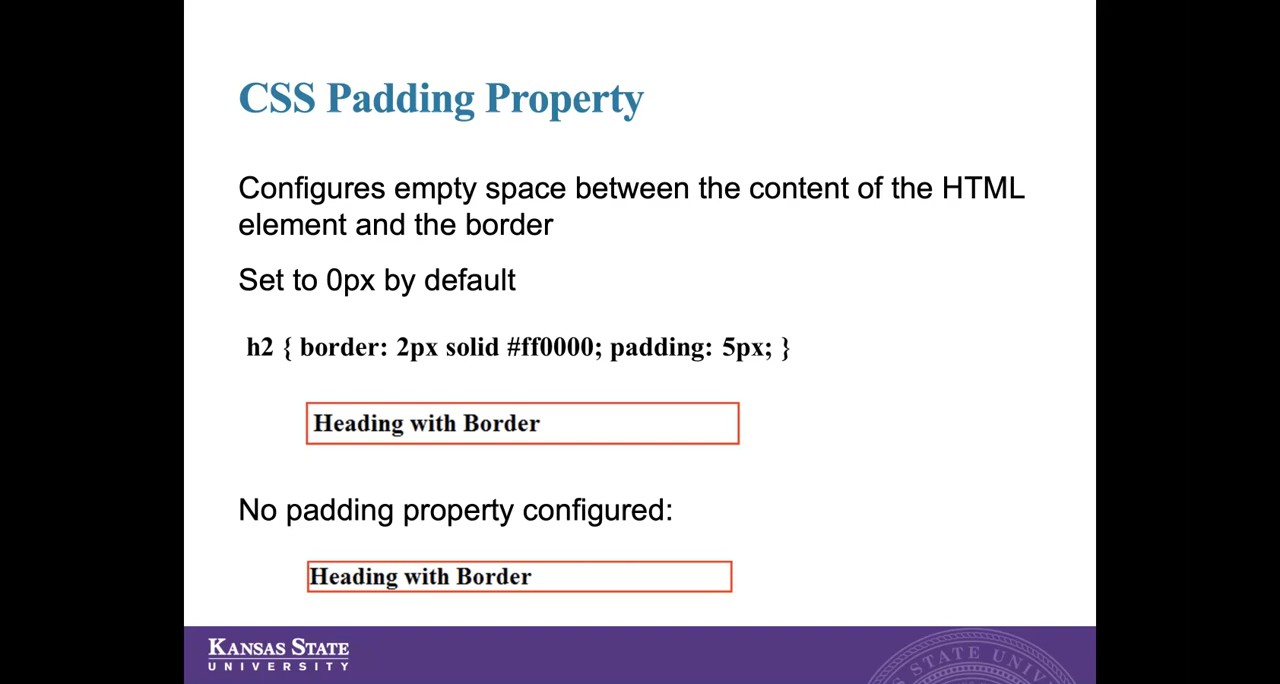 CSS Padding Property
Configures empty space between the content of the HTML
element and the border
Set to 0px by default
h2 { border: 2px solid #ff0000; padding: 5px; }
Heading with Border
No padding property configured:
Heading with Border
KANSAS STATE
UNIVERSITY
STATE UNIV